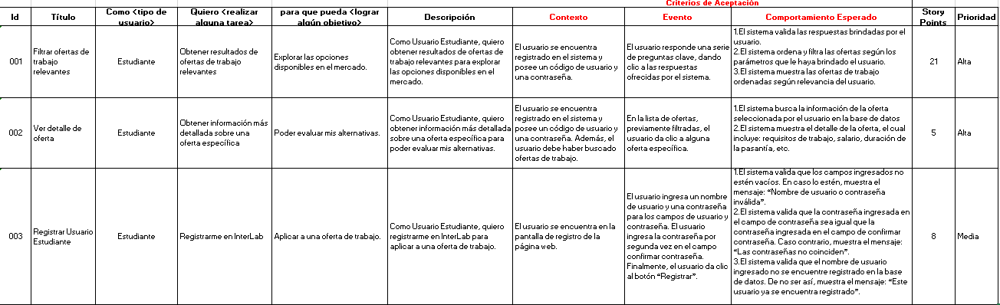 Criterios de Aceptación
Id
Título
Como <tipo de
usuario>
Quiero <realizar
alguna tarea>
para que pueda <lograr
algún objetivo>
Descripción
Contexto
Evento
Comportamiento Esperado
Story
Points
Prioridad
001
Filtrar ofertas de
trabajo
relevantes
Estudiante
Obtener resultados de
ofertas de trabajo
relevantes
Explorar las opciones
disponibles en el mercado.
Como Usuario Estudiante, quiero
obtener resultados de ofertas de
trabajo relevantes para explorar
las opciones disponibles en el
mercado.
El usuario se encuentra
registrado en el sistema y
posee un código de usuario y
una contraseña.
El usuario responde una serie
de preguntas clave, dando
clic a las respuestas
ofrecidas por el sistema.
1.El sistema valida las respuestas brindadas por el
usuario.
2.El sistema ordena y filtra las ofertas según los
parámetros que le haya brindado el usuario.
3.El sistema muestra las ofertas de trabajo
ordenadas según relevancia del usuario.
21
Alta
002
Ver detalle de
oferta
Estudiante
Obtener información más
detallada sobre una
oferta específica
Poder evaluar mis alternativas.
Como Usuario Estudiante, quiero
obtener información más detallada
sobre una oferta específica para
poder evaluar mis alternativas.
El usuario se encuentra
registrado en el sistema y
posee un código de usuario y
una contraseña. Además, el
usuario debe haber buscado
ofertas de trabajo.
En la lista de ofertas,
previamente filtradas, el
usuario da clic a alguna
oferta específica.
1.El sistema busca la información de la oferta
seleccionada por el usuario en la base de datos
2.El sistema muestra el detalle de la oferta, el cual
incluye: requisitos de trabajo, salario, duración de
la pasantía, etc.
5
Alta
003
Registrar Usuario
Estudiante
Estudiante
Registrarme en InterLab
Aplicar a una oferta de trabajo.
Como Usuario Estudiante, quiero
registrarme en InterLab para
aplicar a una oferta de trabajo.
El usuario se encuentra en la
pantalla de registro de la
página web.
El usuario ingresa un nombre
de usuario y una contraseña
para los campos de usuario y
contraseña. El usuario
ingresa la contraseña por
segunda vez en el campo
confirmar contraseña.
Finalmente, el usuario da clic
al botón “Registrar”.
1.El sistema valida que los campos ingresados no
estén vacíos. En caso lo estén, muestra el
mensaje: “Nombre de usuario o contraseña
inválida”.
2.El sistema valida que la contraseña ingresada en
el campo de contraseña sea igual que la
contraseña ingresada en el campo de confirmar
contraseña. Caso contrario, muestra el mensaje:
“Las contraseñas no coinciden”.
3.El sistema valida que el nombre de usuario
ingresado no se encuentre registrado en la base
de datos. De no ser así, muestra el mensaje: “Este
usuario ya se encuentra registrado”.
8
Media